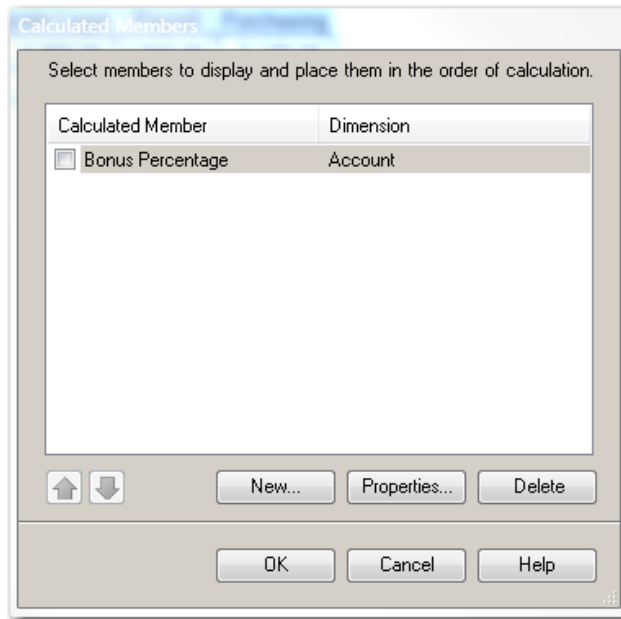 Calculated Members
Select members to display and place them in the order of calculation.
Calculated Member Dimension
Bonus Percentage Account
New... Properties... Delete
OK Cancel Help